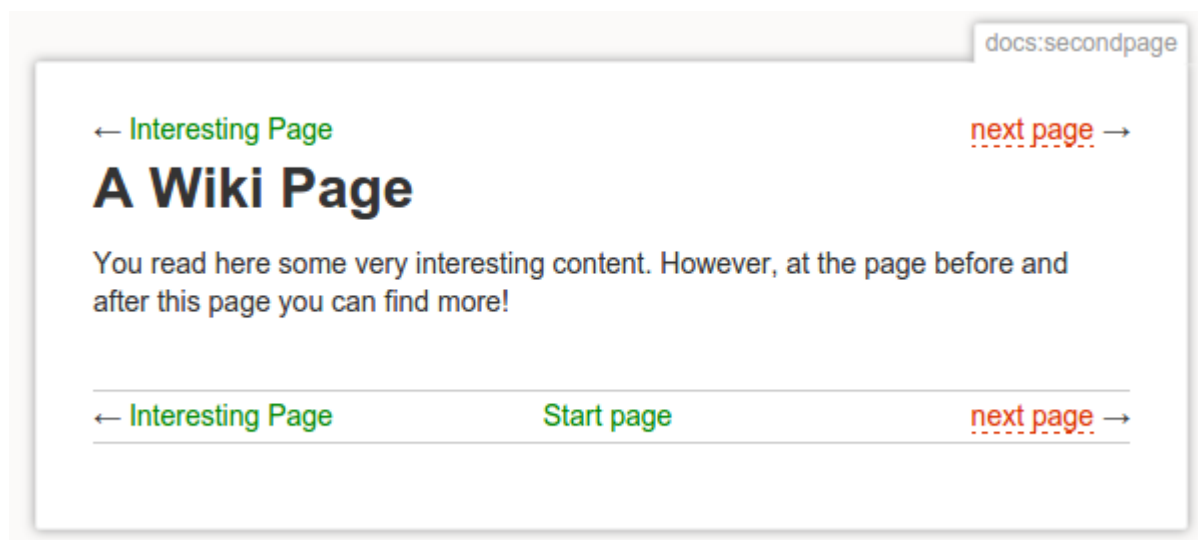 docs:secondpage
← Interesting Page next page →
A Wiki Page
You read here some very interesting content. However, at the page before and
after this page you can find more!
← Interesting Page Start page next page →